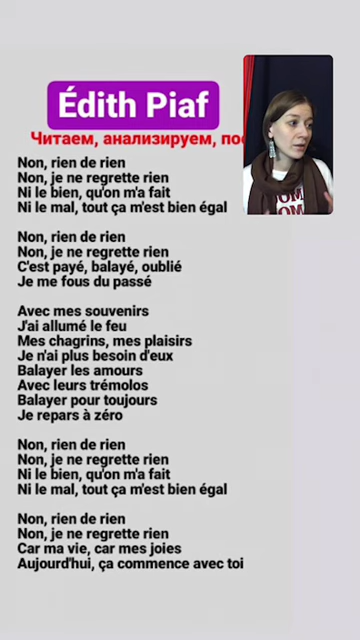 Édith Piaf
Читаем, анализируем,
Non, rien de rien
Non, je ne regrette rien
Ni le bien, qu'on m'a fait
Ni le mal, tout ça m'est bien égal
Non, rien de rien
Non, je ne regrette rien
C'est payé, balayé, oublié
Je me fous du passé
Avec mes souvenirs
J'ai allumé le feu
Mes chagrins, mes plaisirs
Je n'ai plus besoin d'eux
Balayer les amours
Avec leurs trémolos
Balayer pour toujours
Je repars à zéro
Non, rien de rien
Non, je ne regrette rien
Ni le bien, qu'on m'a fait
Ni le mal, tout ça m'est bien égal
Non, rien de rien
Non, je ne regrette rien
Car ma vie, car mes joies
Aujourd'hui, ça commence avec toi